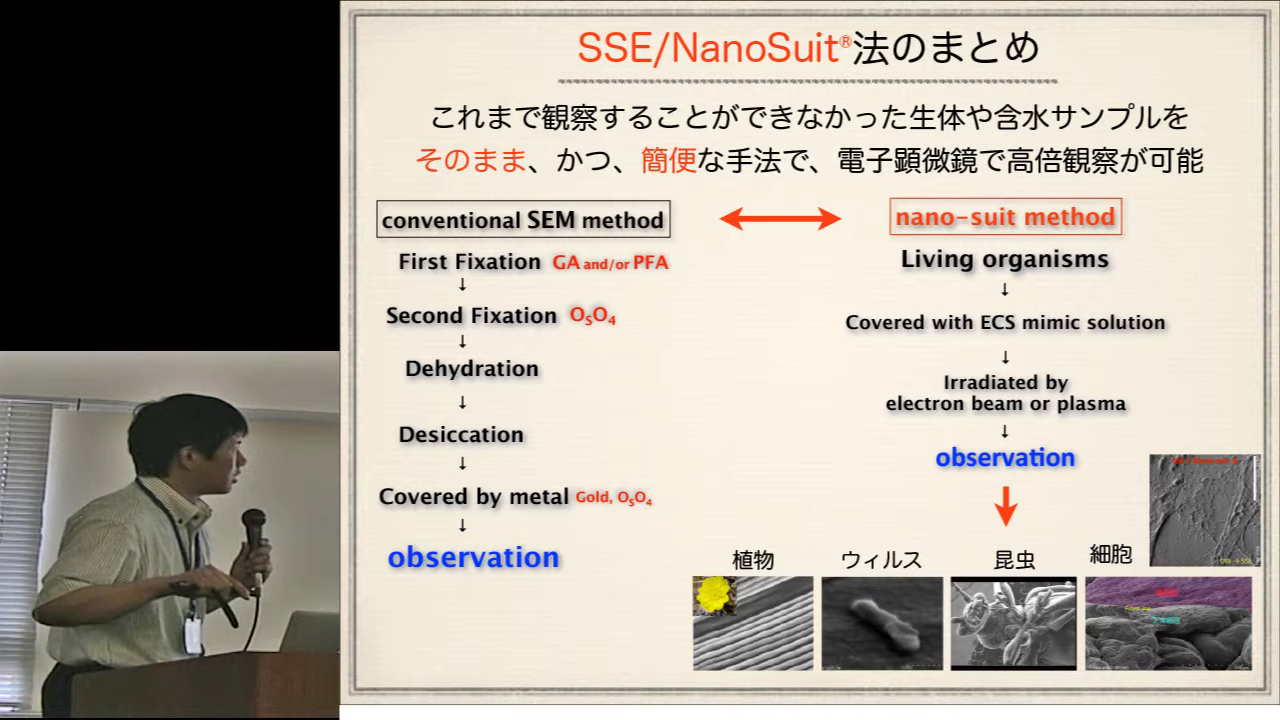 SSE/NanoSuit®法のまとめ
これまで観察することができなかった生体や含水サンプルを
そのまま、かつ、簡便な手法で、電子顕微鏡で高倍観察が可能
conventional SEM method
First Fixation GA and/or PFA
↓
Second Fixation OsO4
↓
Dehydration
↓
Desiccation
↓
Covered by metal Gold, OsO4
↓
observation
nano-suit method
Living organisms
↓
Covered with ECS mimic solution
↓
Irradiated by
electron beam or plasma
↓
observation
植物
ウィルス
昆虫
細胞